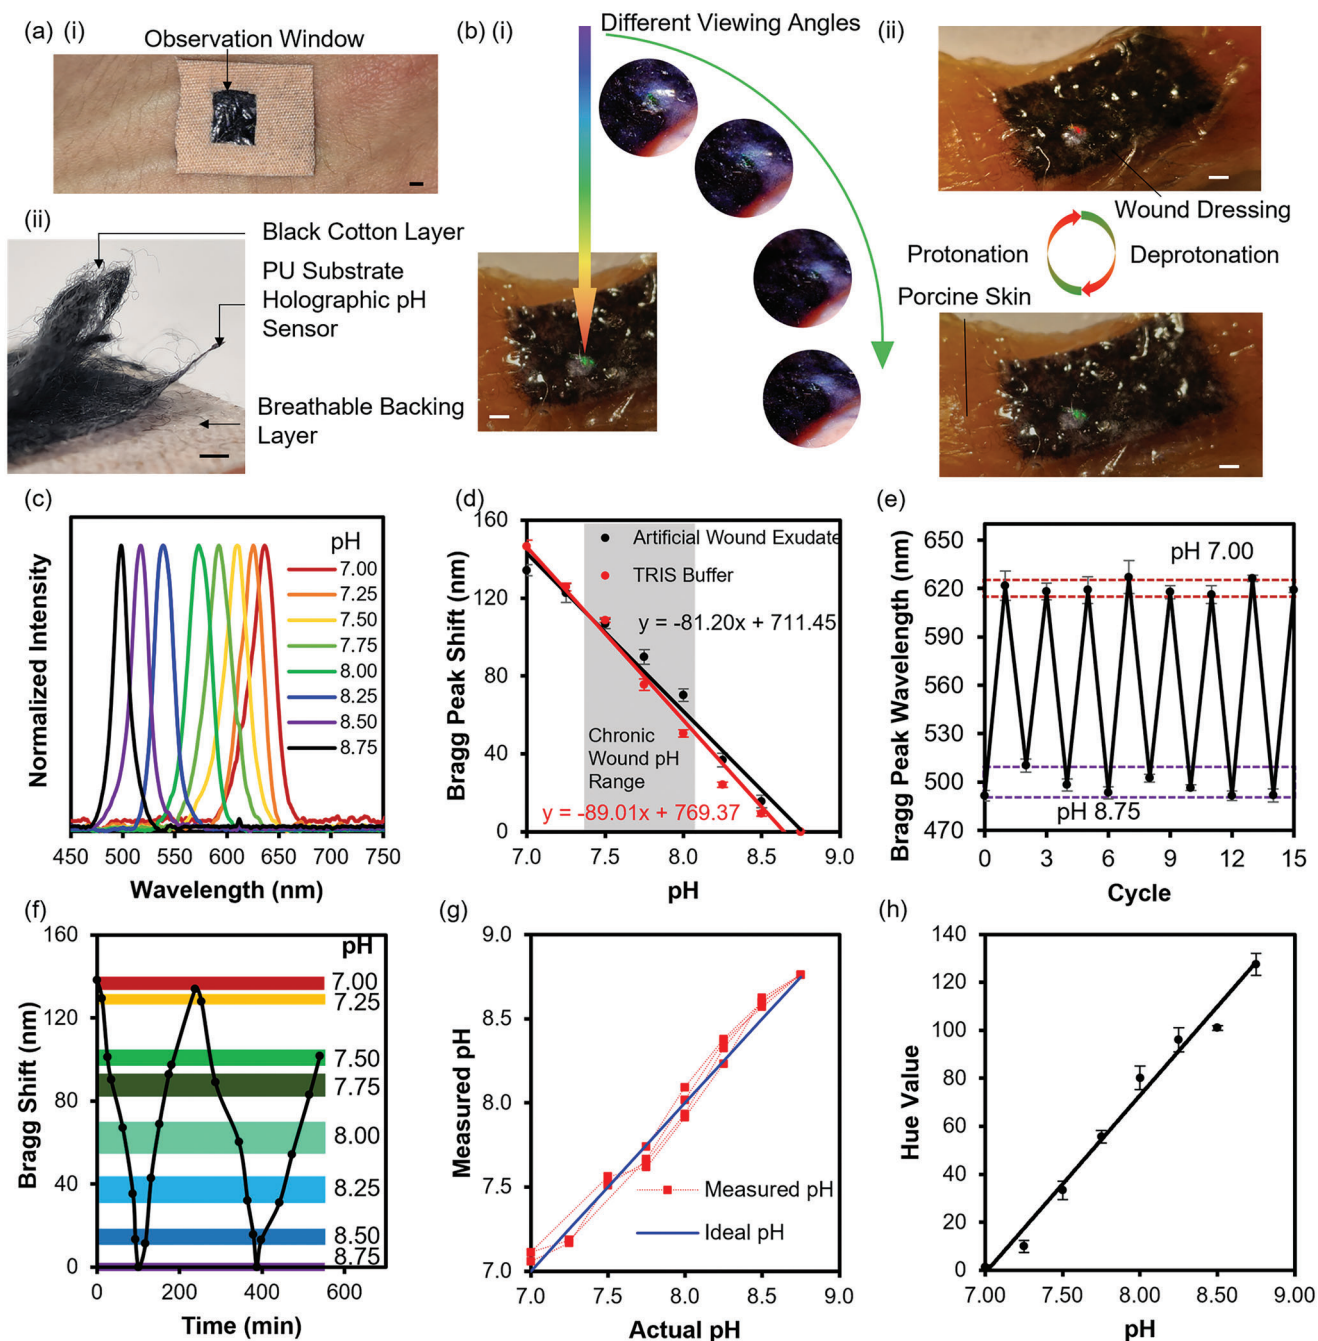 (a) (i)
Observation Window
(ii)
Black Cotton Layer
PU Substrate
Holographic pH
Sensor
Breathable Backing
Layer
(b) (i)
Different Viewing Angles
(ii)
Wound Dressing
Protonation
Deprotonation
Porcine Skin
(c)
Normalized Intensity
pH
7.00
7.25
7.50
7.75
8.00
8.25
8.50
8.75
450 500 550 600 650 700 750
Wavelength (nm)
(d)
Bragg Peak Shift (nm)
160
120
80
40
0
Artificial Wound Exudate
TRIS Buffer
y = -81.20x + 711.45
Chronic
Wound pH
Range
y = -89.01x + 769.37
7.0 7.5 8.0 8.5 9.0
pH
(e)
Bragg Peak Wavelength (nm)
650
620
590
560
530
500
470
pH 7.00
pH 8.75
0 3 6 9 12 15
Cycle
(f)
Bragg Shift (nm)
160
120
80
40
0
pH
7.00
7.25
7.50
7.75
8.00
8.25
8.50
8.75
0 200 400 600
Time (min)
(g)
Measured pH
9.0
8.5
8.0
7.5
7.0
Measured pH
Ideal pH
7.0 7.5 8.0 8.5 9.0
Actual pH
(h)
Hue Value
140
120
100
80
60
40
20
0
7.00 7.50 8.00 8.50 9.00
pH